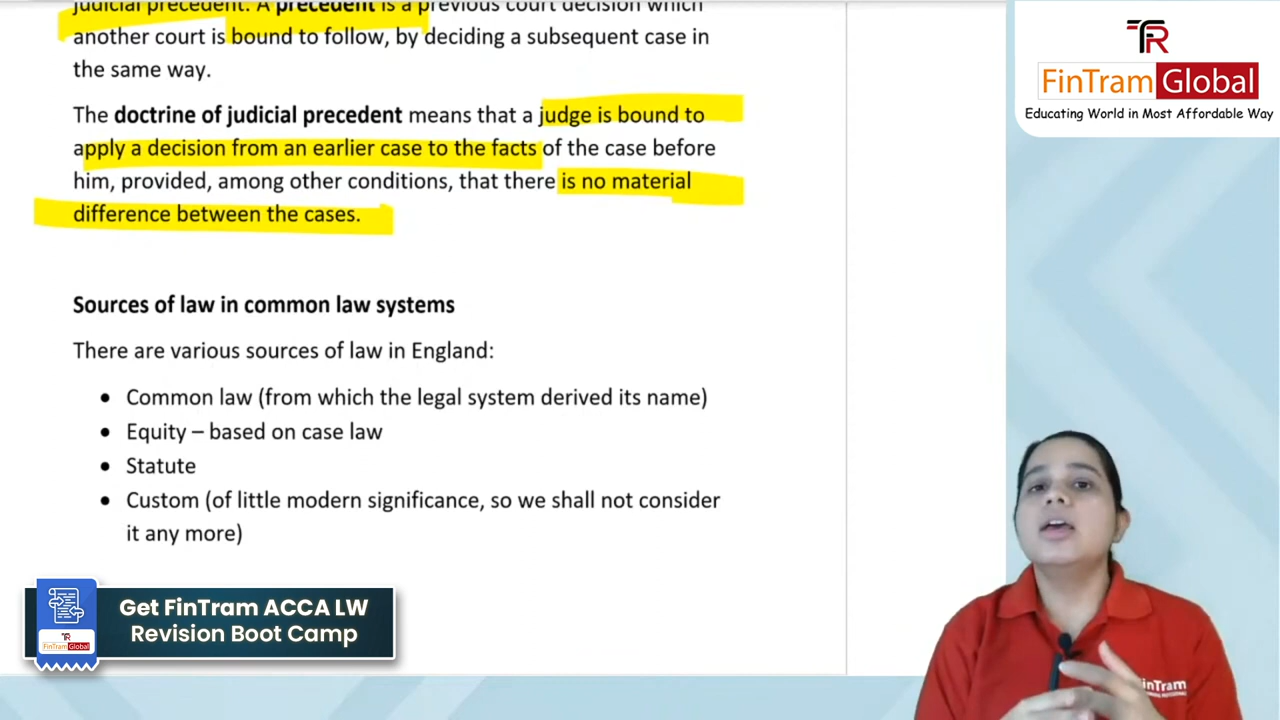 judicial precedent. A precedent is a previous court decision which
another court is bound to follow, by deciding a subsequent case in
the same way.
The doctrine of judicial precedent means that a judge is bound to
apply a decision from an earlier case to the facts of the case before
him, provided, among other conditions, that there is no material
difference between the cases.
Sources of law in common law systems
There are various sources of law in England:
• Common law (from which the legal system derived its name)
• Equity – based on case law
• Statute
• Custom (of little modern significance, so we shall not consider
it any more)
FinTram Global
Educating World in Most Affordable Way
FinTram Global
Get FinTram ACCA LW
Revision Boot Camp
FinTram